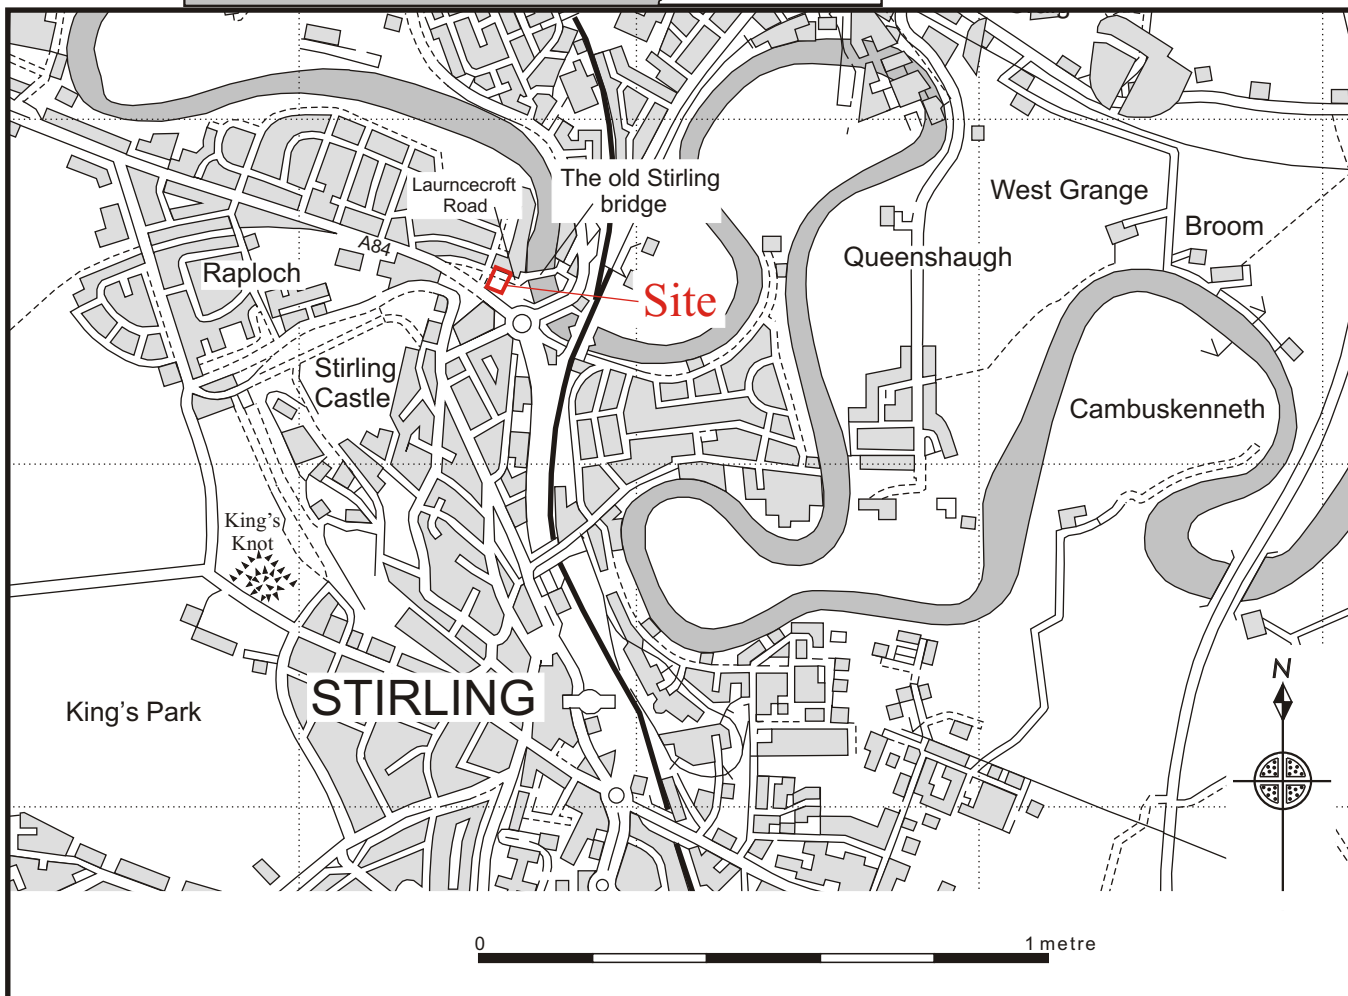 Laurncecroft
Road
The old Stirling
bridge
West Grange
Broom
A84
Raploch
Queenshaugh
Site
Stirling
Castle
Cambuskenneth
King's
Knot
N
STIRLING
King's Park
0
1 metre